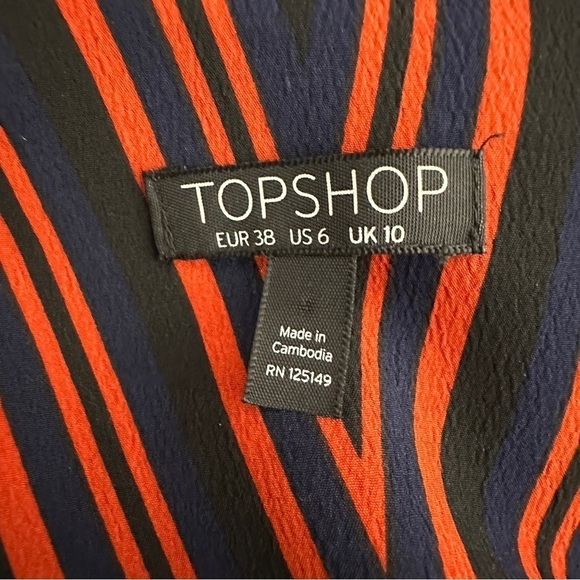 TOPSHOP
EUR 38 US 6 UK 10
Made in
Cambodia
RN 125149